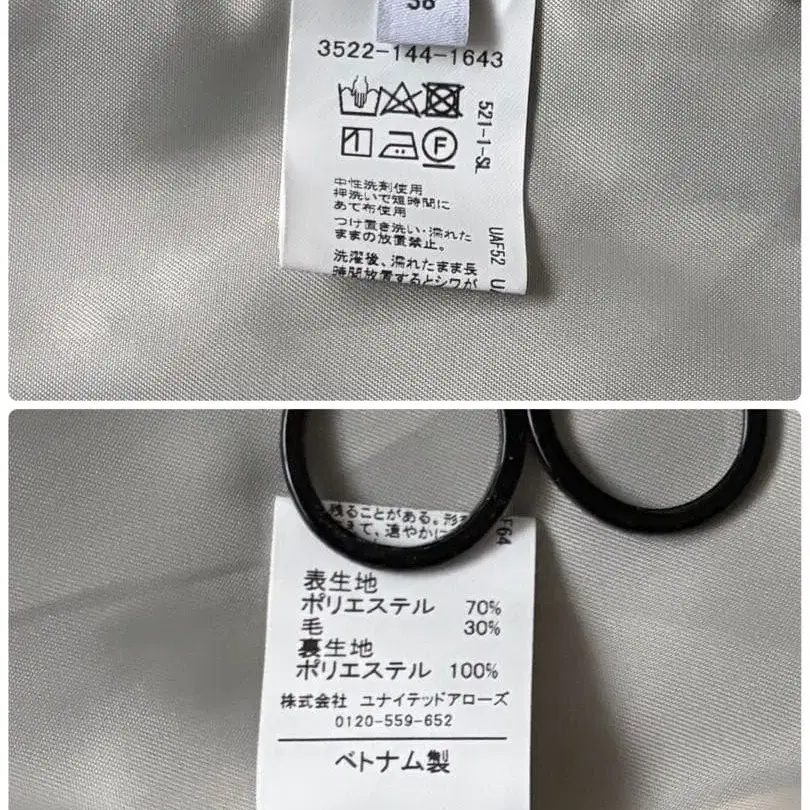 38
3522-144-1643
F
521-1-SL
UAF52
中性洗剤使用
押洗いで短時間に
あて布使用
つけ置き洗い・濡れた
ままの放置禁止。
洗濯後、濡れたまま長
時間放置するとシワが
残ることがある。形
えて、速やかに
F64
表生地
ポリエステル 70%
毛 30%
裏生地
ポリエステル 100%
株式会社 ユナイテッドアローズ
0120-559-652
ベトナム製